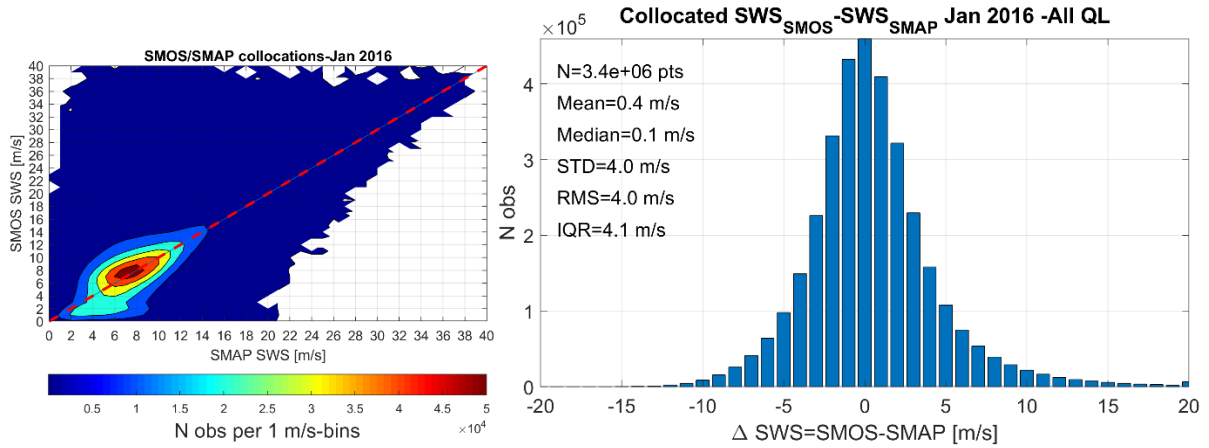 SMOS/SMAP collocations-Jan 2016
40
38
36
34
32
30
28
26
24
22
20
18
16
14
12
10
8
6
4
2
0
SMOS SWS [m/s]
0 2 4 6 8 10 12 14 16 18 20 22 24 26 28 30 32 34 36 38 40
SMAP SWS [m/s]
0.5 1 1.5 2 2.5 3 3.5 4 4.5 5
N obs per 1 m/s-bins
×10⁴
Collocated SWS_SMOS-SWS_SMAP Jan 2016 -All QL
×10⁵
N=3.4e+06 pts
Mean=0.4 m/s
Median=0.1 m/s
STD=4.0 m/s
RMS=4.0 m/s
IQR=4.1 m/s
4
3
2
1
0
N obs
-20 -15 -10 -5 0 5 10 15 20
Δ SWS=SMOS-SMAP [m/s]